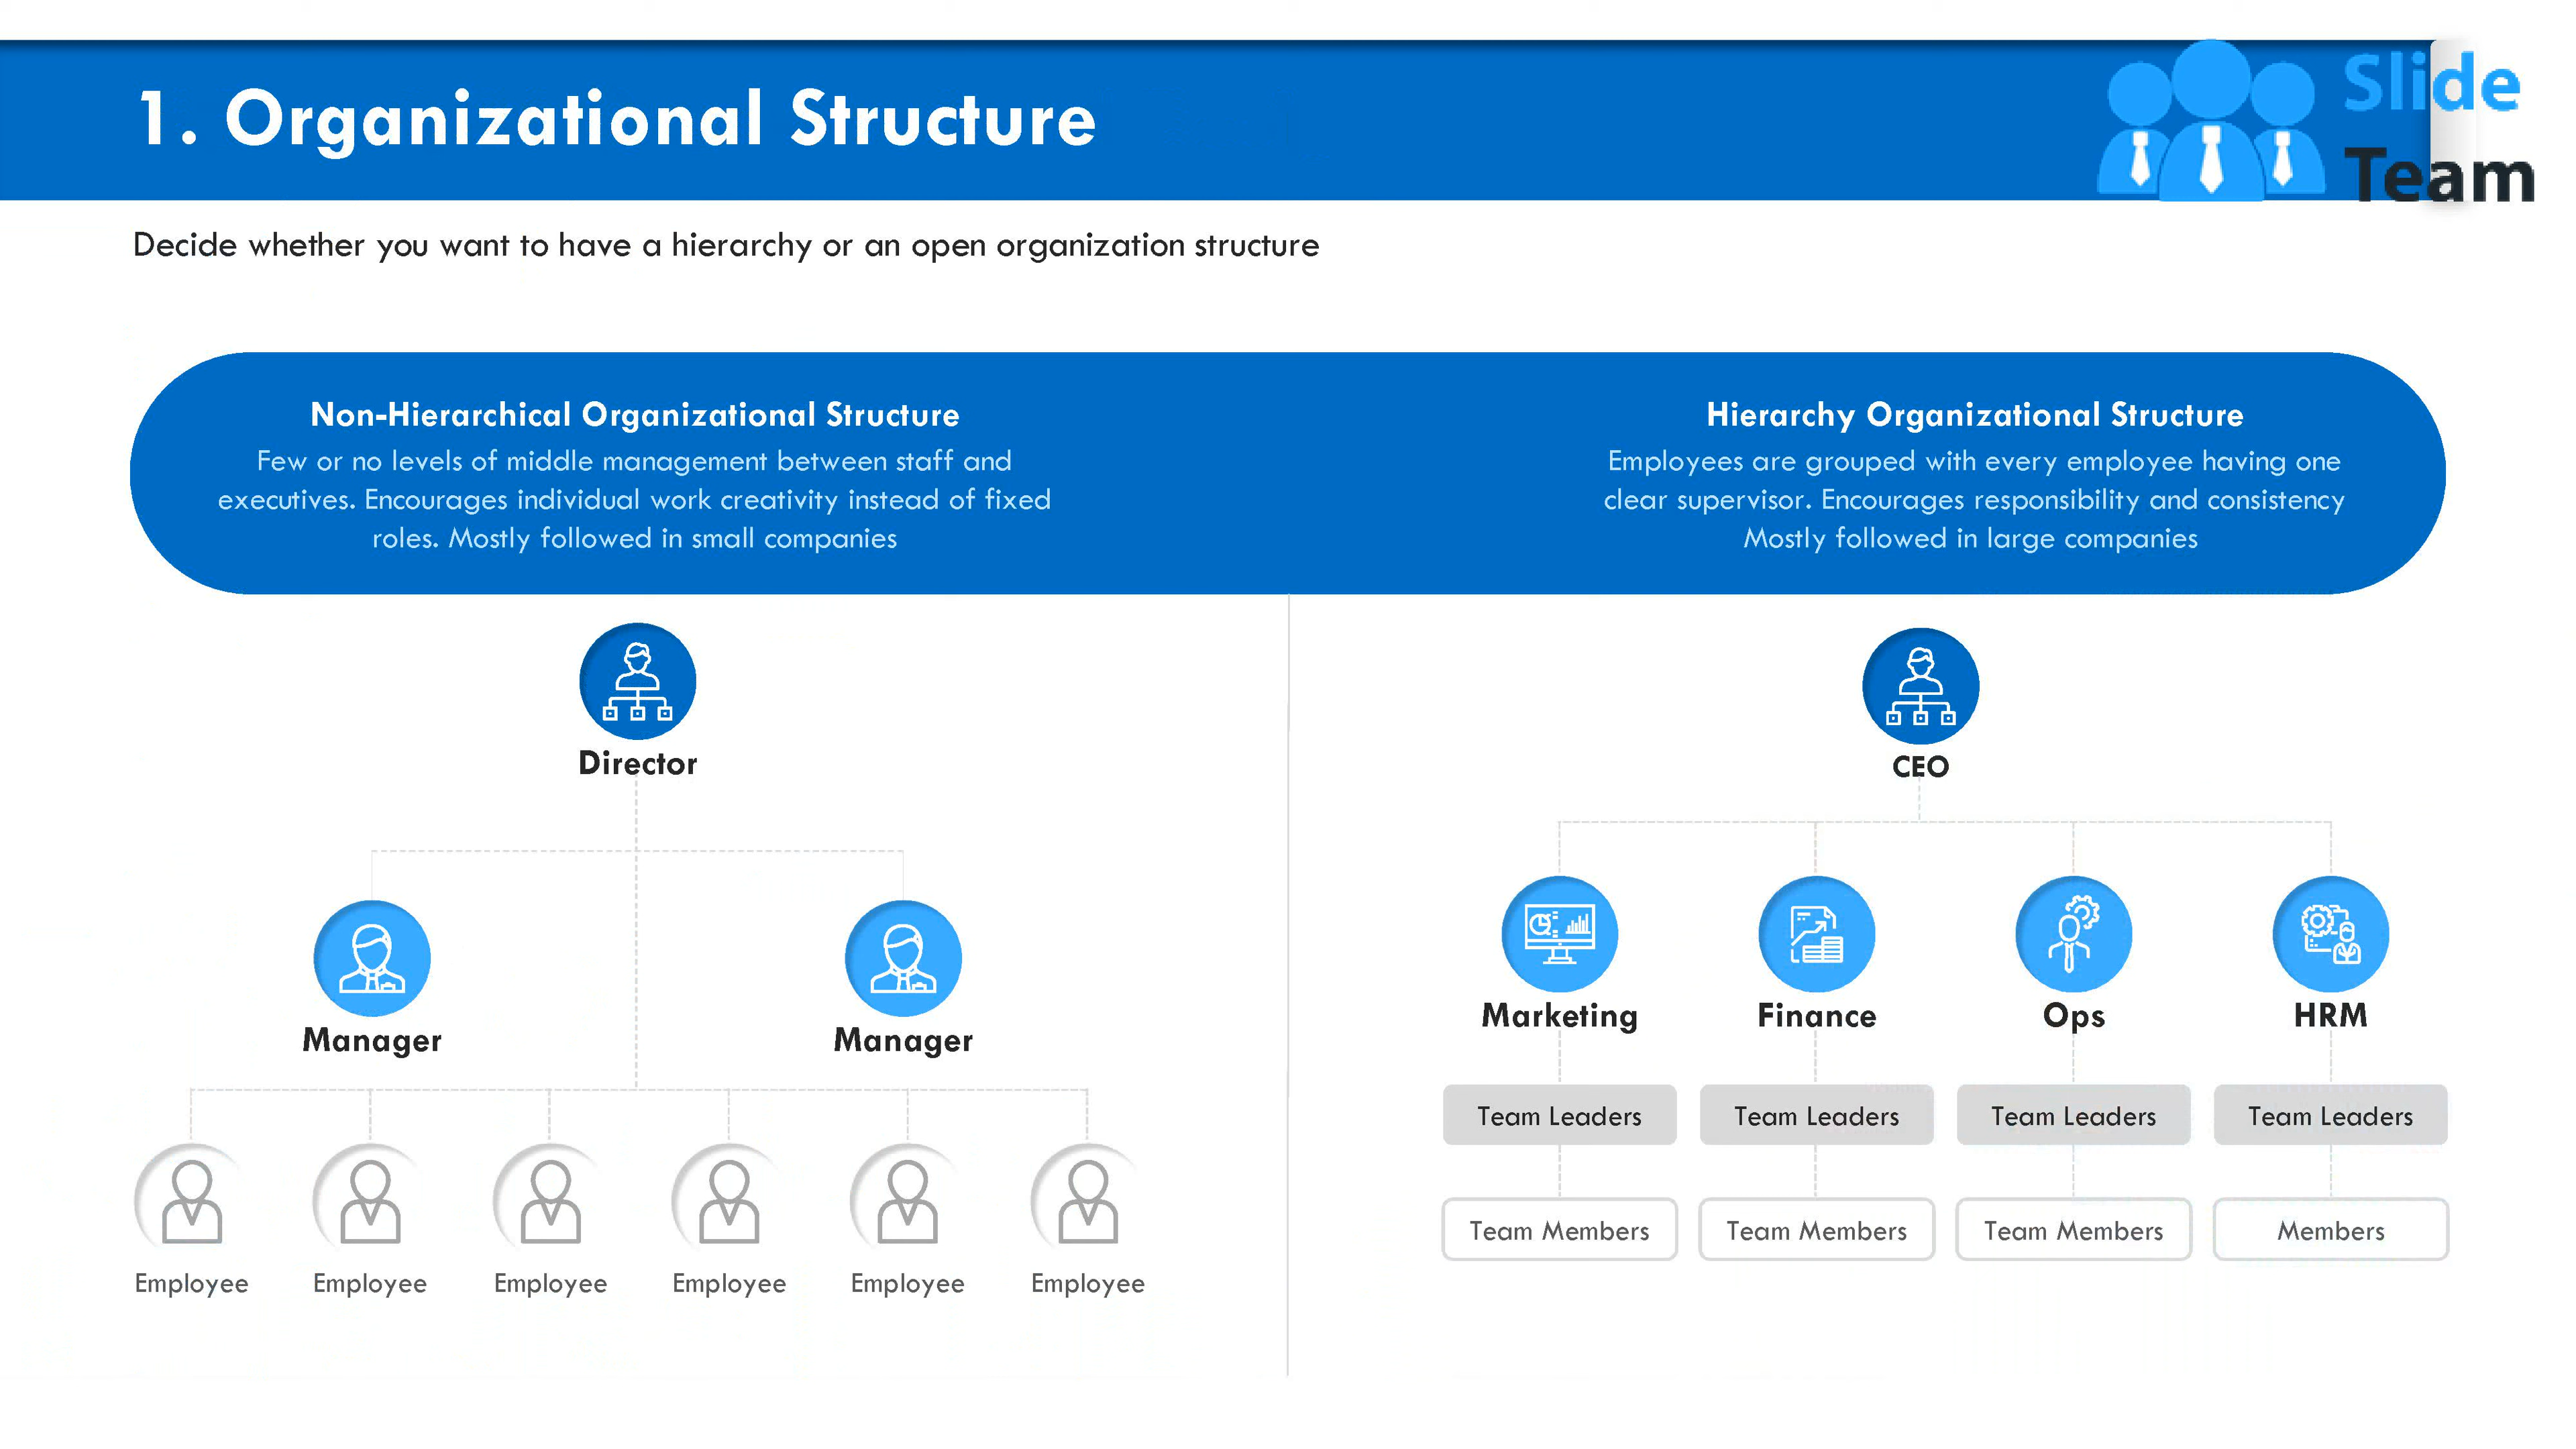 1. Organizational Structure
Slide
Team
Decide whether you want to have a hierarchy or an open organization structure
Non-Hierarchical Organizational Structure
Few or no levels of middle management between staff and
executives. Encourages individual work creativity instead of fixed
roles. Mostly followed in small companies
Hierarchy Organizational Structure
Employees are grouped with every employee having one
clear supervisor. Encourages responsibility and consistency
Mostly followed in large companies
Director
Manager
Manager
Employee
Employee
Employee
Employee
Employee
Employee
CEO
Marketing
Finance
Ops
HRM
Team Leaders
Team Leaders
Team Leaders
Team Leaders
Team Members
Team Members
Team Members
Members